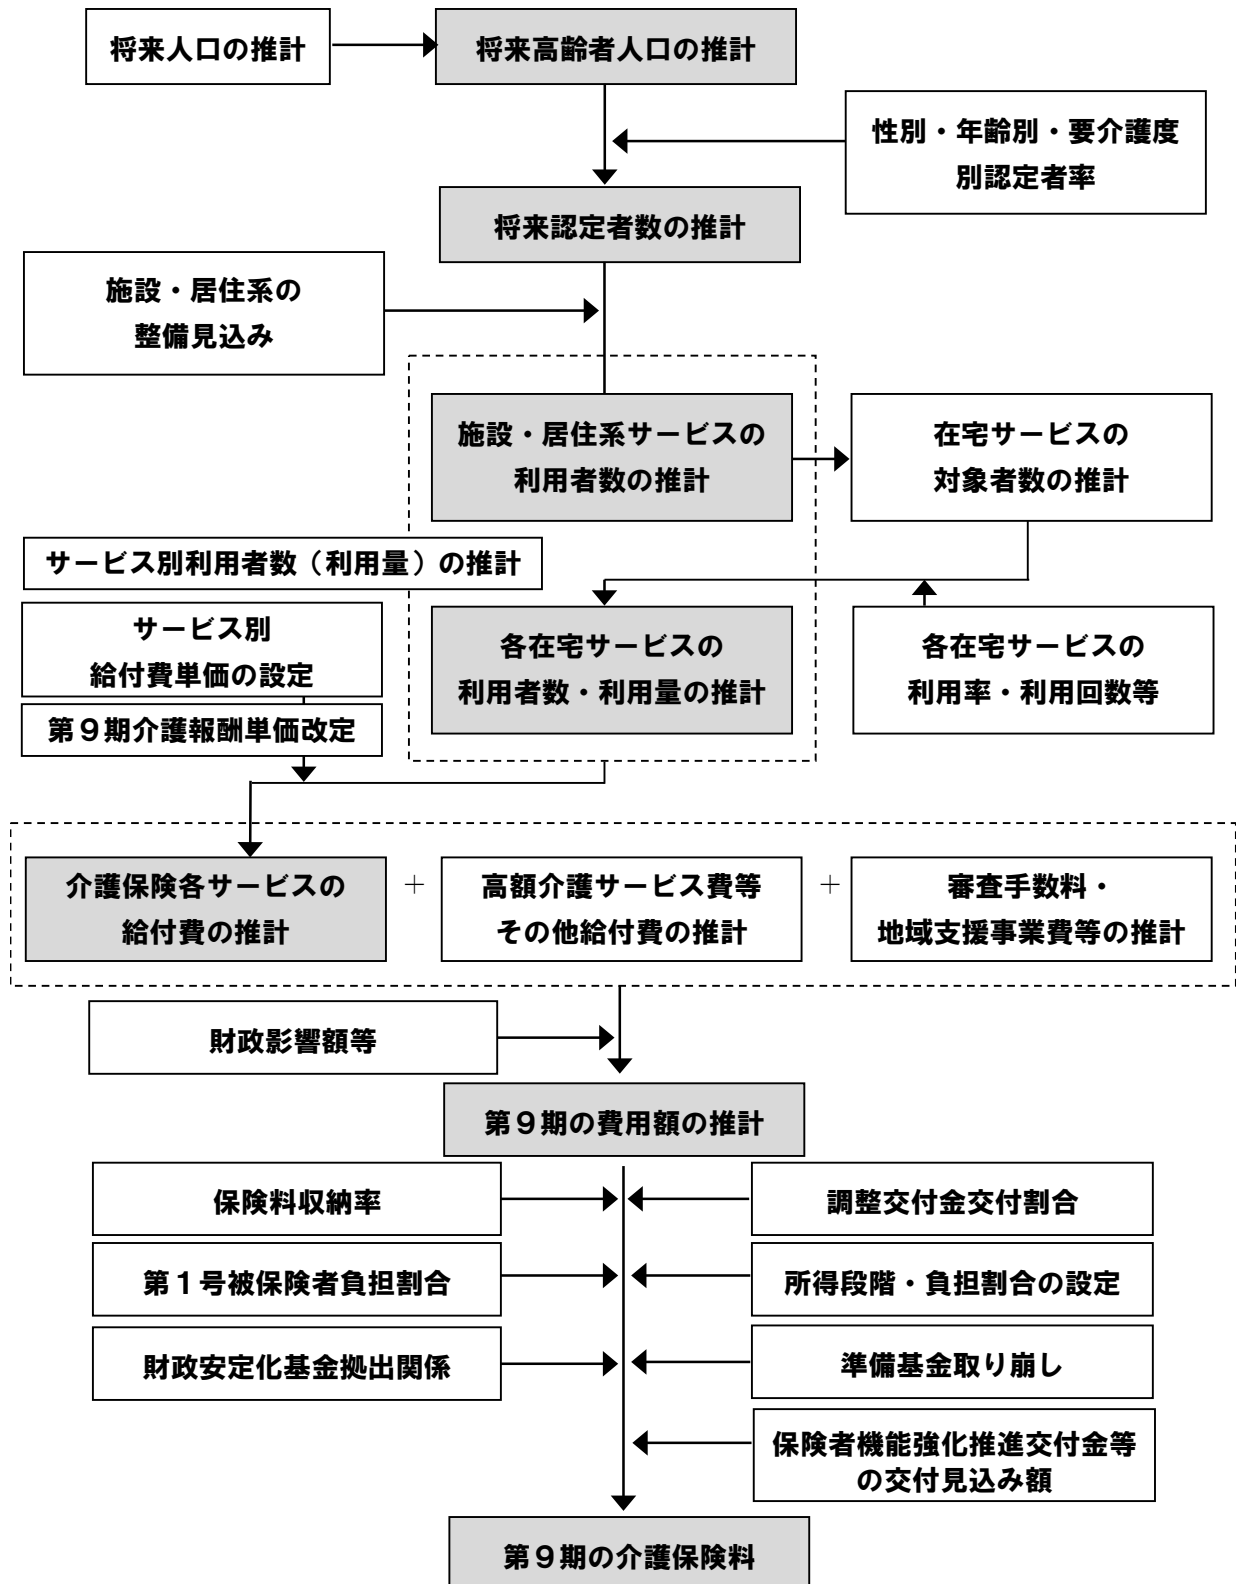 将来人口の推計
将来高齢者人口の推計
性別・年齢別・要介護度
別認定者率
将来認定者数の推計
施設・居住系の
整備見込み
施設・居住系サービスの
利用者数の推計
在宅サービスの
対象者数の推計
サービス別利用者数（利用量）の推計
サービス別
給付費単価の設定
第９期介護報酬単価改定
各在宅サービスの
利用者数・利用量の推計
各在宅サービスの
利用率・利用回数等
介護保険各サービスの
給付費の推計
＋
高額介護サービス費等
その他給付費の推計
＋
審査手数料・
地域支援事業費等の推計
財政影響額等
第９期の費用額の推計
保険料収納率
調整交付金交付割合
第１号被保険者負担割合
所得段階・負担割合の設定
財政安定化基金拠出関係
準備基金取り崩し
保険者機能強化推進交付金等
の交付見込み額
第９期の介護保険料